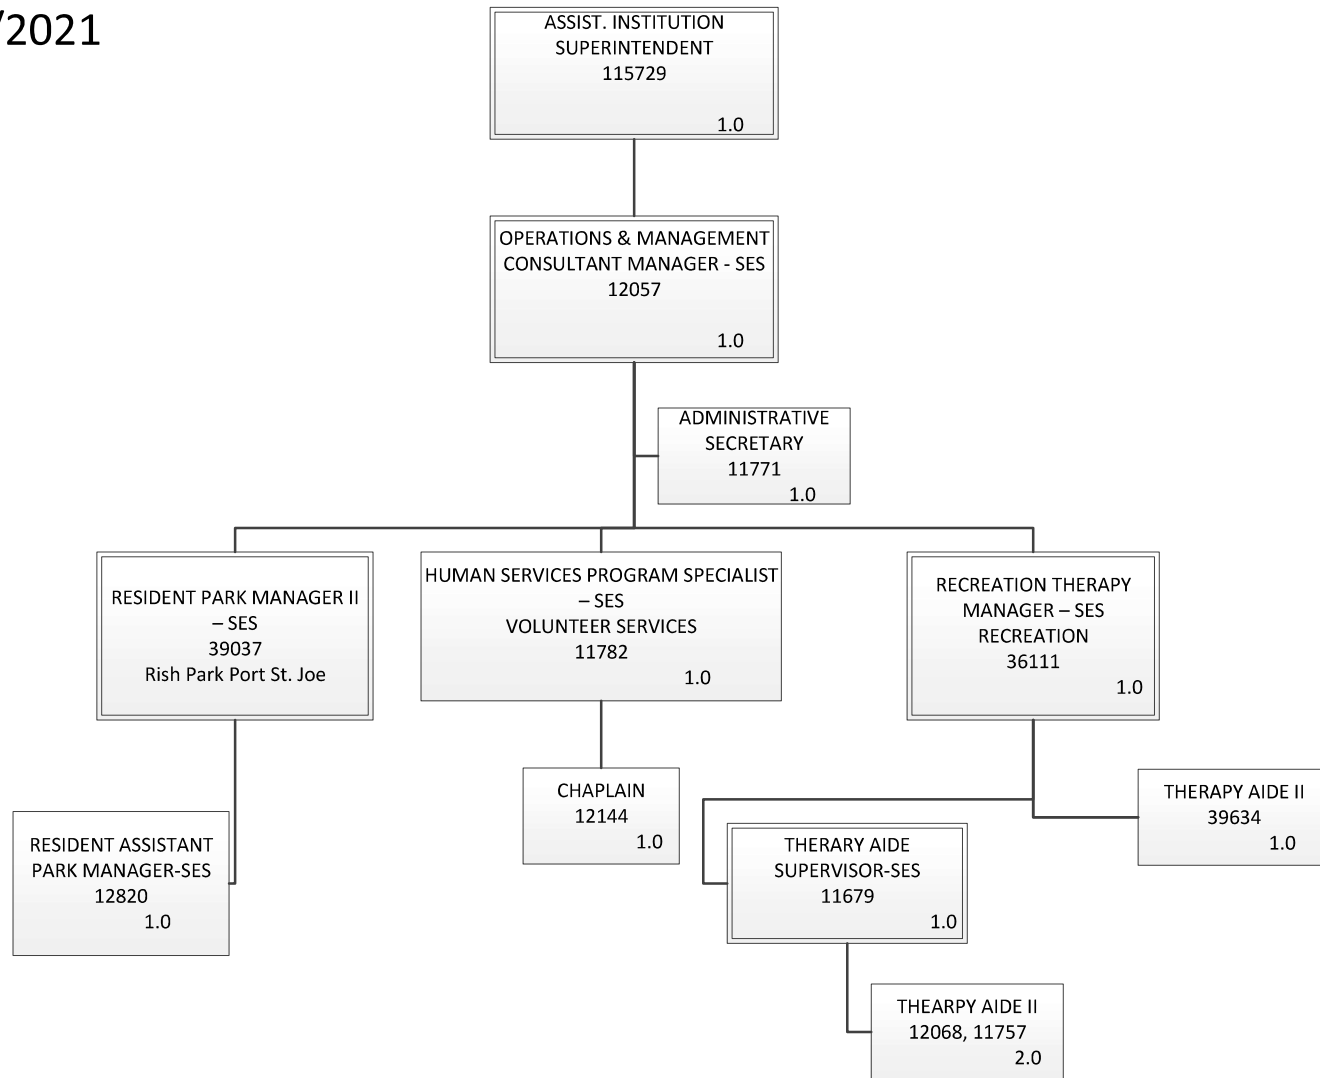 /2021
ASSIST. INSTITUTION
SUPERINTENDENT
115729
1.0
OPERATIONS & MANAGEMENT
CONSULTANT MANAGER - SES
12057
1.0
ADMINISTRATIVE
SECRETARY
11771
1.0
RESIDENT PARK MANAGER II
– SES
39037
Rish Park Port St. Joe
HUMAN SERVICES PROGRAM SPECIALIST
– SES
VOLUNTEER SERVICES
11782
1.0
RECREATION THERAPY
MANAGER – SES
RECREATION
36111
1.0
RESIDENT ASSISTANT
PARK MANAGER-SES
12820
1.0
CHAPLAIN
12144
1.0
THERARY AIDE
SUPERVISOR-SES
11679
1.0
THERAPY AIDE II
39634
1.0
THEARPY AIDE II
12068, 11757
2.0